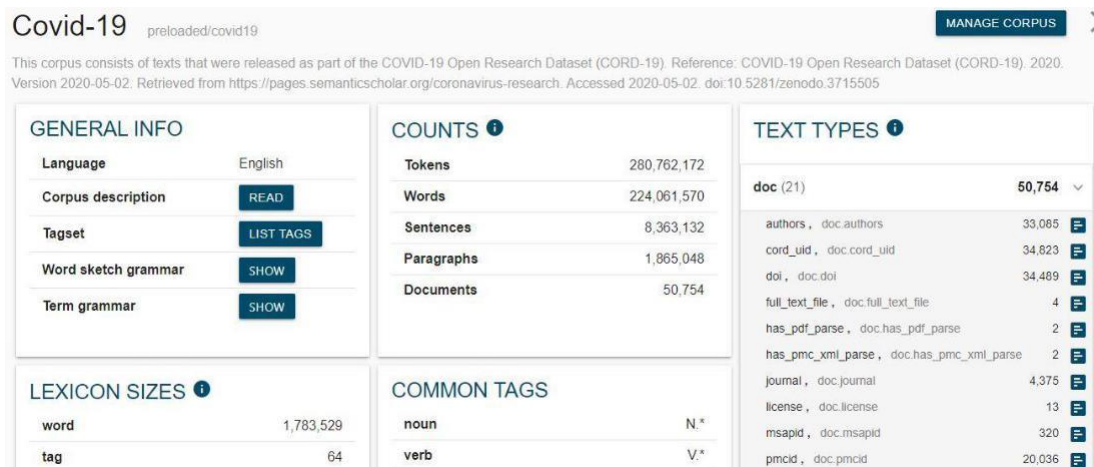 Covid-19 preloaded/covid19
MANAGE CORPUS
This corpus consists of texts that were released as part of the COVID-19 Open Research Dataset (CORD-19). Reference: COVID-19 Open Research Dataset (CORD-19). 2020.
Version 2020-05-02. Retrieved from https://pages.semanticscholar.org/coronavirus-research. Accessed 2020-05-02. doi:10.5281/zenodo.3715505
GENERAL INFO
Language English
Corpus description READ
Tagset LIST TAGS
Word sketch grammar SHOW
Term grammar SHOW
COUNTS
Tokens 280,762,172
Words 224,061,570
Sentences 8,363,132
Paragraphs 1,865,048
Documents 50,754
TEXT TYPES
doc (21) 50,754
authors, doc.authors 33,085
cord_uid, doc.cord_uid 34,823
doi, doc.doi 34,489
full_text_file, doc.full_text_file 4
has_pdf_parse, doc.has_pdf_parse 2
has_pmc_xml_parse, doc.has_pmc_xml_parse 2
journal, doc.journal 4,375
license, doc.license 13
msapid, doc.msapid 320
pmcid, doc.pmcid 20,036
LEXICON SIZES
word 1,783,529
tag 64
COMMON TAGS
noun N.*
verb V.*